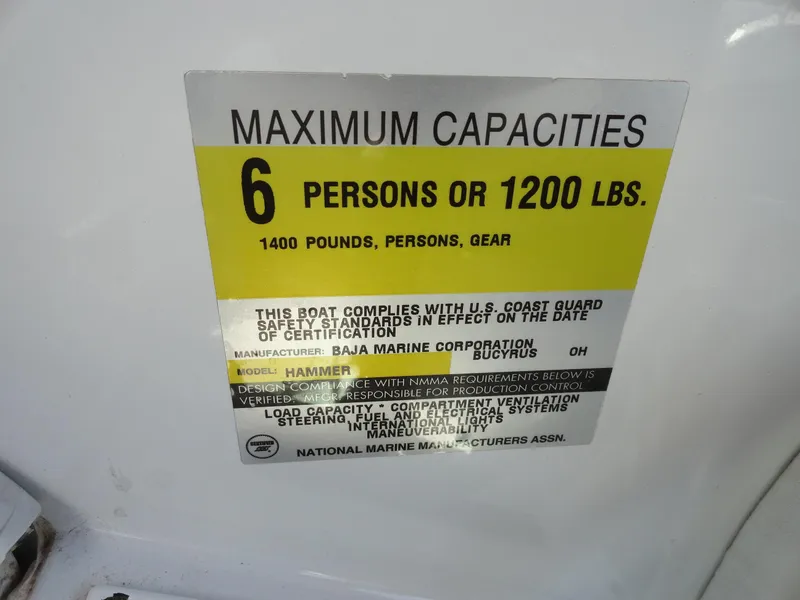 MAXIMUM CAPACITIES
6 PERSONS OR 1200 LBS.
1400 POUNDS, PERSONS, GEAR
THIS BOAT COMPLIES WITH U.S. COAST GUARD
SAFETY STANDARDS IN EFFECT ON THE DATE
OF CERTIFICATION
MANUFACTURER: BAJA MARINE CORPORATION
BUCYRUS OH
MODEL: HAMMER
DESIGN COMPLIANCE WITH NMMA REQUIREMENTS BELOW IS
VERIFIED. MFGR. RESPONSIBLE FOR PRODUCTION CONTROL
LOAD CAPACITY * COMPARTMENT VENTILATION
STEERING, FUEL AND ELECTRICAL SYSTEMS
INTERNATIONAL LIGHTS
MANEUVERABILITY
NATIONAL MARINE MANUFACTURERS ASSN.